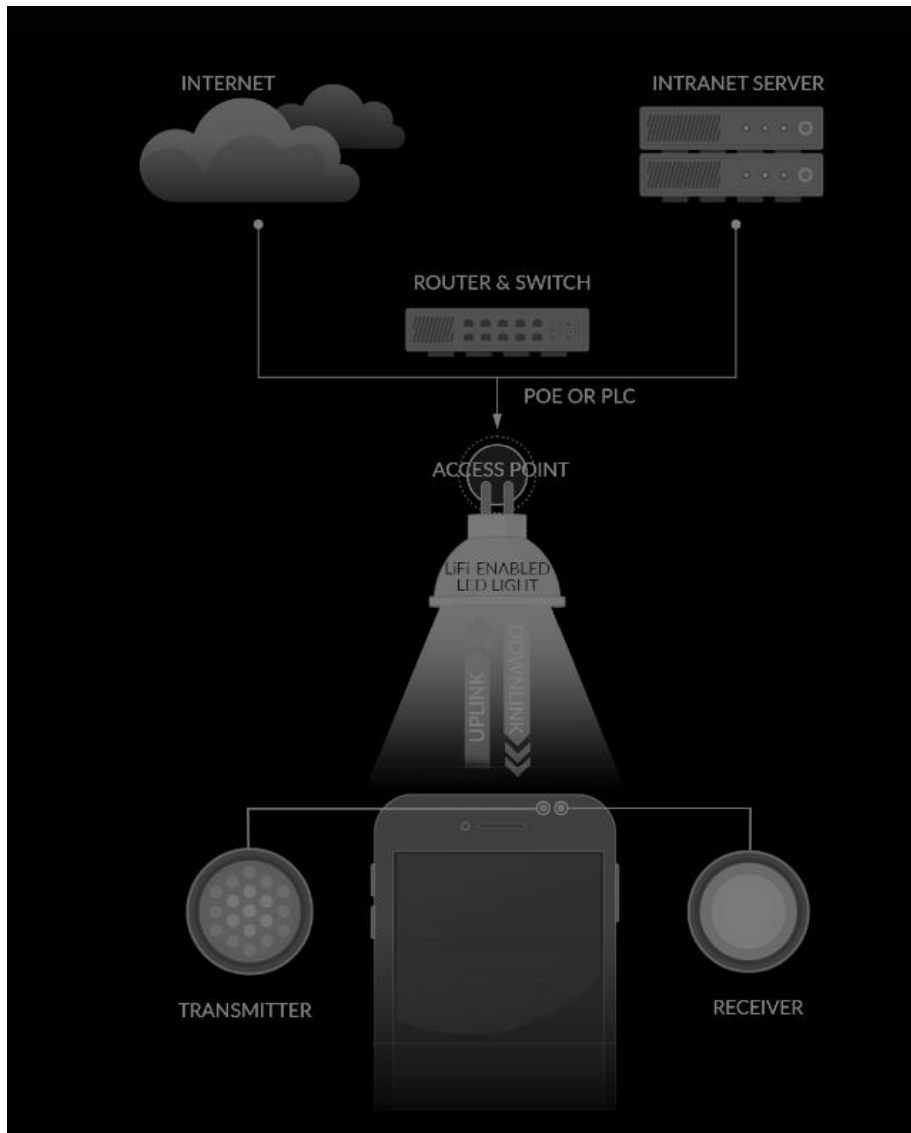 INTERNET
INTRANET SERVER
ROUTER & SWITCH
POE OR PLC
ACCESS POINT
LiFi ENABLED
LED LIGHT
UPLINK
DOWNLINK
TRANSMITTER
RECEIVER